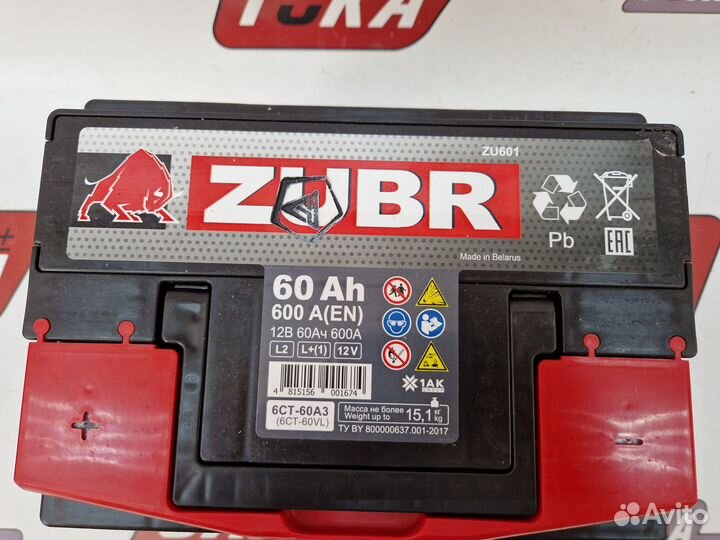 ТОКА
ZU601
ZUBR
Pb
EAC
Made in Belarus
60 Ah
600 A(EN)
12В 60Ач 600А
L2 L+(1) 12V
4 815156 001674
1AK
GROUP
6СТ-60А3
(6СТ-60VL)
Масса не более
Weight up to 15,1 кг kg
ТУ BY 800000637.001-2017
Avito